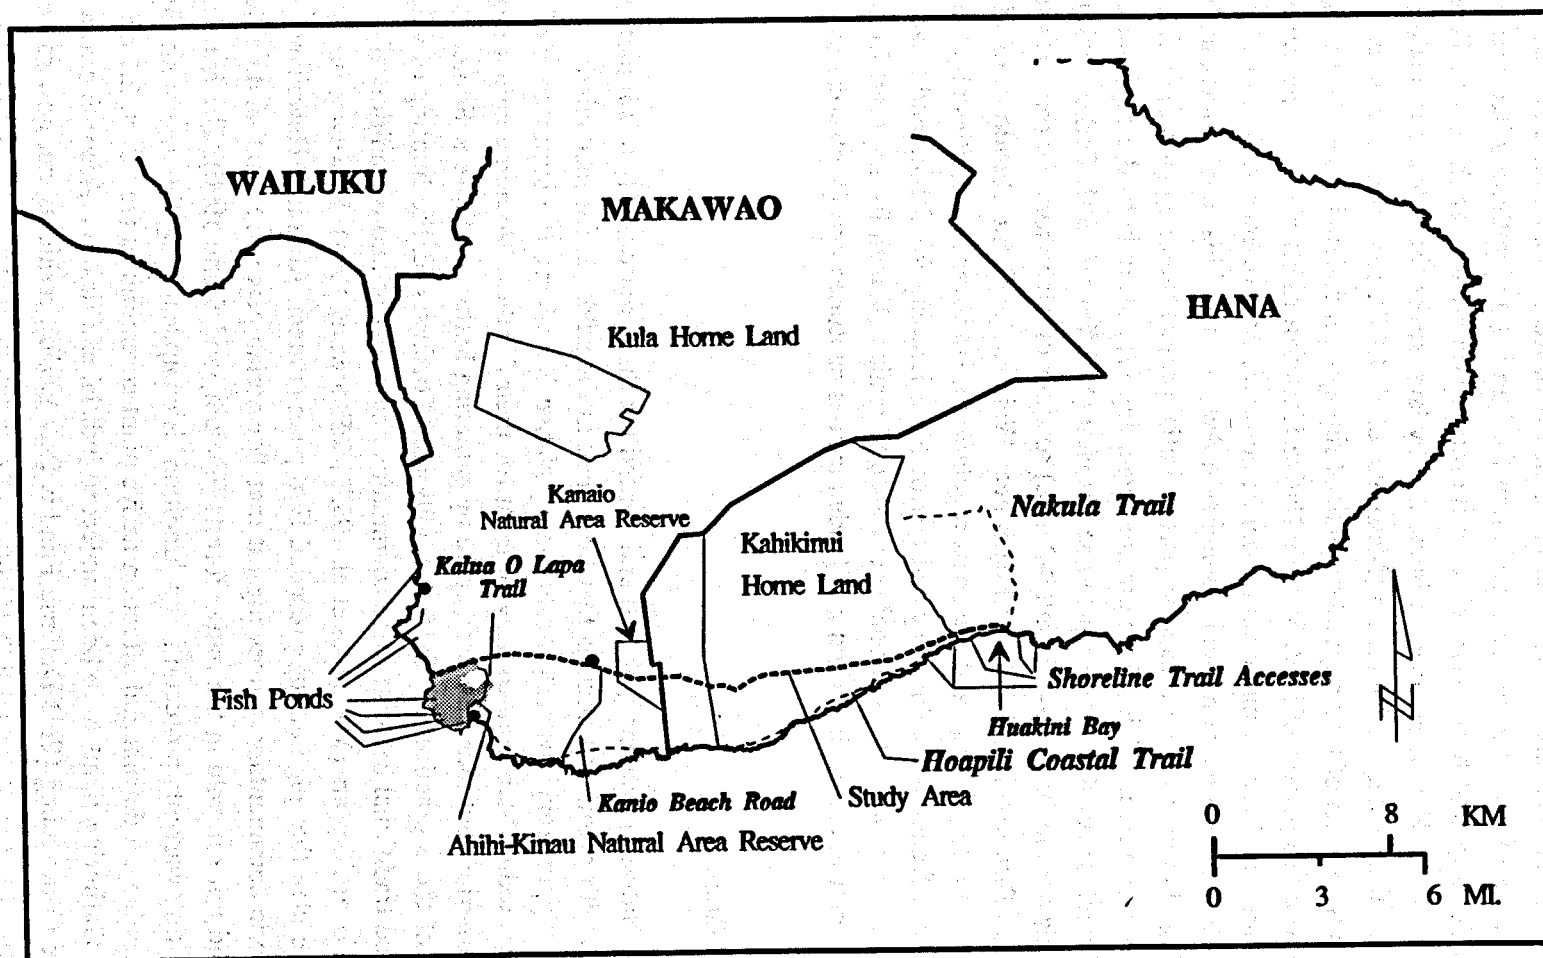 WAILUKU
MAKAWAO
HANA
Kula Home Land
Kanaio
Natural Area Reserve
Nakula Trail
Kahikinui
Home Land
Kalua O Lapa
Trail
Fish Ponds
Shoreline Trail Accesses
Huakini Bay
Hoapili Coastal Trail
Kanio Beach Road
Study Area
Ahihi-Kinau Natural Area Reserve
0 8 KM
0 3 6 MI.